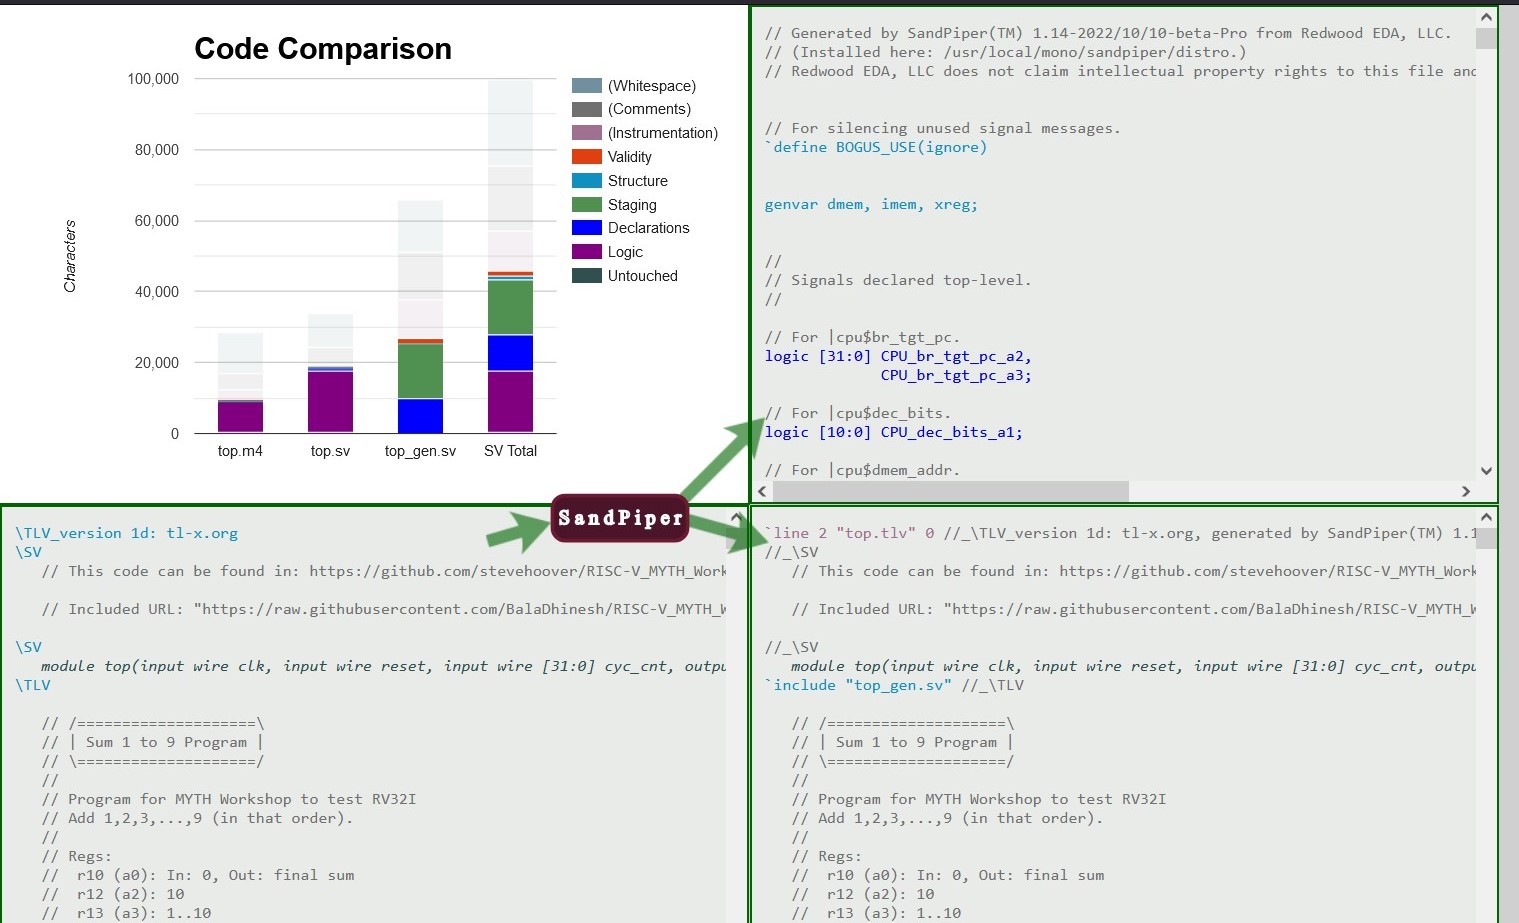 Code Comparison
100,000
80,000
60,000
40,000
20,000
0
Characters
top.m4
top.sv
top_gen.sv
SV Total
(Whitespace)
(Comments)
(Instrumentation)
Validity
Structure
Staging
Declarations
Logic
Untouched
// Generated by SandPiper(TM) 1.14-2022/10/10-beta-Pro from Redwood EDA, LLC.
// (Installed here: /usr/local/mono/sandpiper/distro.)
// Redwood EDA, LLC does not claim intellectual property rights to this file and
// For silencing unused signal messages.
`define BOGUS_USE(ignore)
genvar dmem, imem, xreg;
//
// Signals declared top-level.
//
// For |cpu$br_tgt_pc.
logic [31:0] CPU_br_tgt_pc_a2,
CPU_br_tgt_pc_a3;
// For |cpu$dec_bits.
logic [10:0] CPU_dec_bits_a1;
// For |cpu$dmem_addr.
SandPiper
\TLV_version 1d: tl-x.org
\SV
// This code can be found in: https://github.com/stevehoover/RISC-V_MYTH_Work
// Included URL: "https://raw.githubusercontent.com/BalaDhinesh/RISC-V_MYTH_W
\SV
module top(input wire clk, input wire reset, input wire [31:0] cyc_cnt, outpu
\TLV
// /====================\
// | Sum 1 to 9 Program |
// \====================/
//
// Program for MYTH Workshop to test RV32I
// Add 1,2,3,...,9 (in that order).
//
// Regs:
//  r10 (a0): In: 0, Out: final sum
//  r12 (a2): 10
//  r13 (a3): 1..10
`line 2 "top.tlv" 0 //_\TLV_version 1d: tl-x.org, generated by SandPiper(TM) 1.1
//_\SV
// This code can be found in: https://github.com/stevehoover/RISC-V_MYTH_Work
// Included URL: "https://raw.githubusercontent.com/BalaDhinesh/RISC-V_MYTH_W
//_\SV
module top(input wire clk, input wire reset, input wire [31:0] cyc_cnt, outpu
`include "top_gen.sv" //_\TLV
// /====================\
// | Sum 1 to 9 Program |
// \====================/
//
// Program for MYTH Workshop to test RV32I
// Add 1,2,3,...,9 (in that order).
//
// Regs:
//  r10 (a0): In: 0, Out: final sum
//  r12 (a2): 10
//  r13 (a3): 1..10